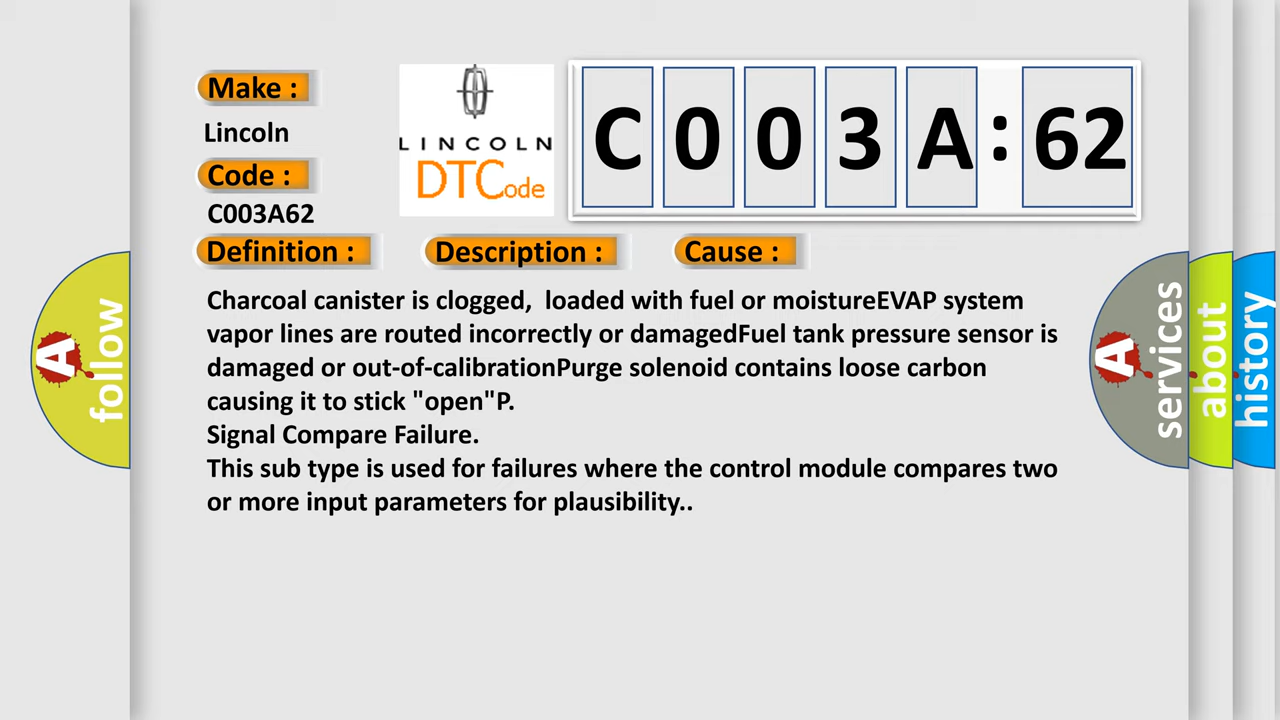 Make :
Lincoln
Code :
C003A62
LINCOLN
DTCode
C003A:62
Definition :
Description :
Cause :
Charcoal canister is clogged,  loaded with fuel or moistureEVAP system
vapor lines are routed incorrectly or damagedFuel tank pressure sensor is
damaged or out-of-calibrationPurge solenoid contains loose carbon
causing it to stick "open"P.
Signal Compare Failure.
This sub type is used for failures where the control module compares two
or more input parameters for plausibility..
A follow
A services
about
history